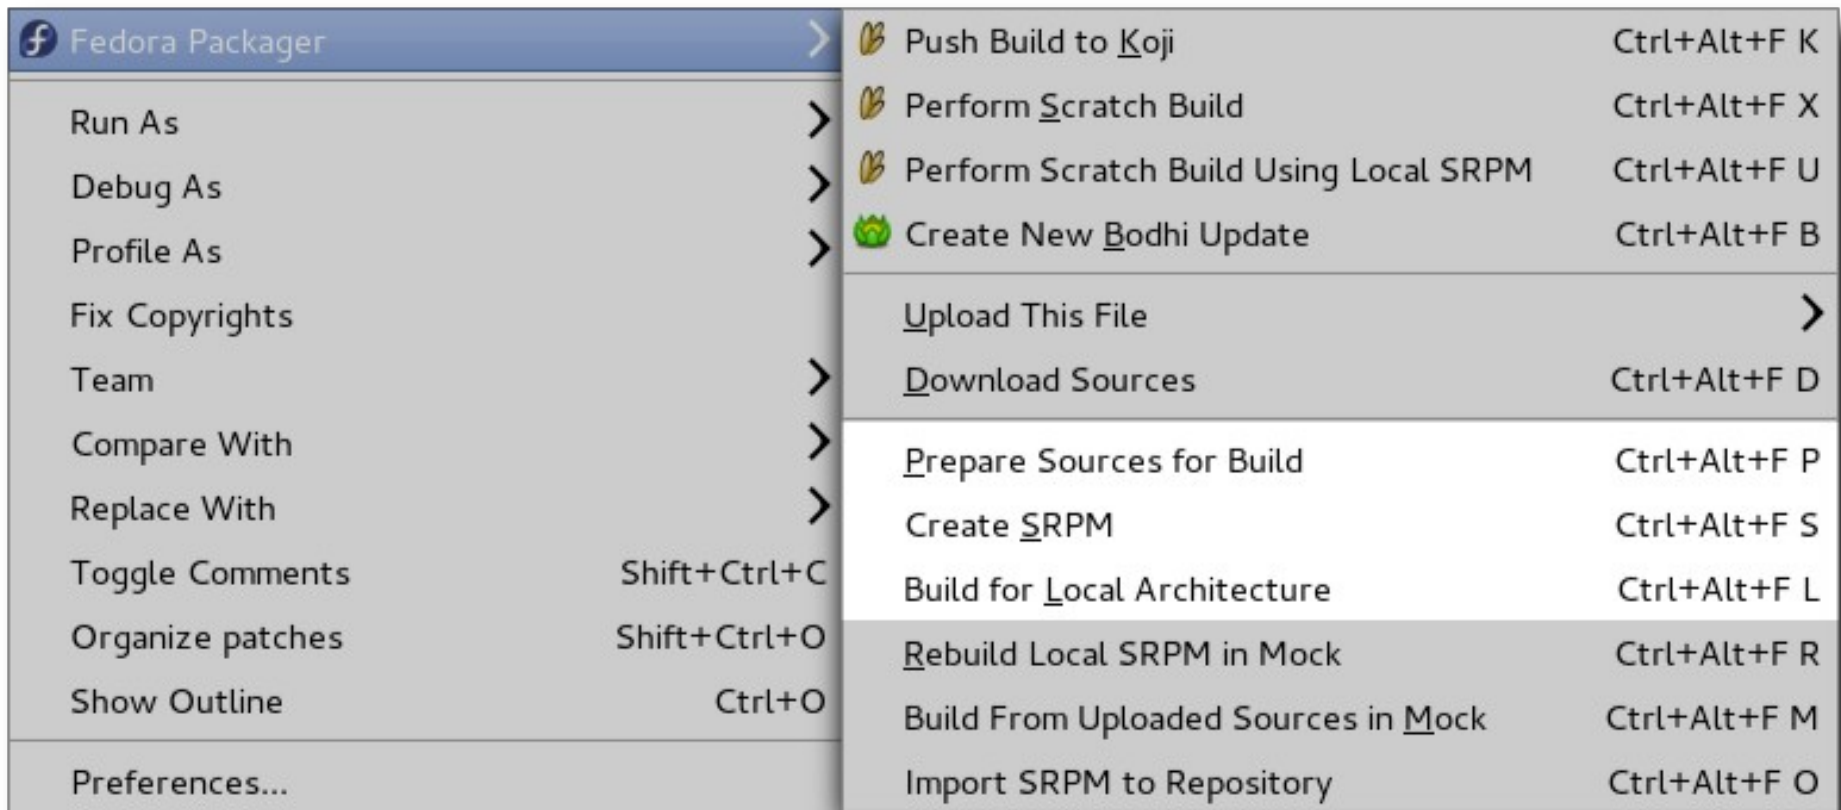 Fedora Packager
Run As
Debug As
Profile As
Fix Copyrights
Team
Compare With
Replace With
Toggle Comments Shift+Ctrl+C
Organize patches Shift+Ctrl+O
Show Outline Ctrl+O
Preferences...
Push Build to Koji Ctrl+Alt+F K
Perform Scratch Build Ctrl+Alt+F X
Perform Scratch Build Using Local SRPM Ctrl+Alt+F U
Create New Bodhi Update Ctrl+Alt+F B
Upload This File
Download Sources Ctrl+Alt+F D
Prepare Sources for Build Ctrl+Alt+F P
Create SRPM Ctrl+Alt+F S
Build for Local Architecture Ctrl+Alt+F L
Rebuild Local SRPM in Mock Ctrl+Alt+F R
Build From Uploaded Sources in Mock Ctrl+Alt+F M
Import SRPM to Repository Ctrl+Alt+F O